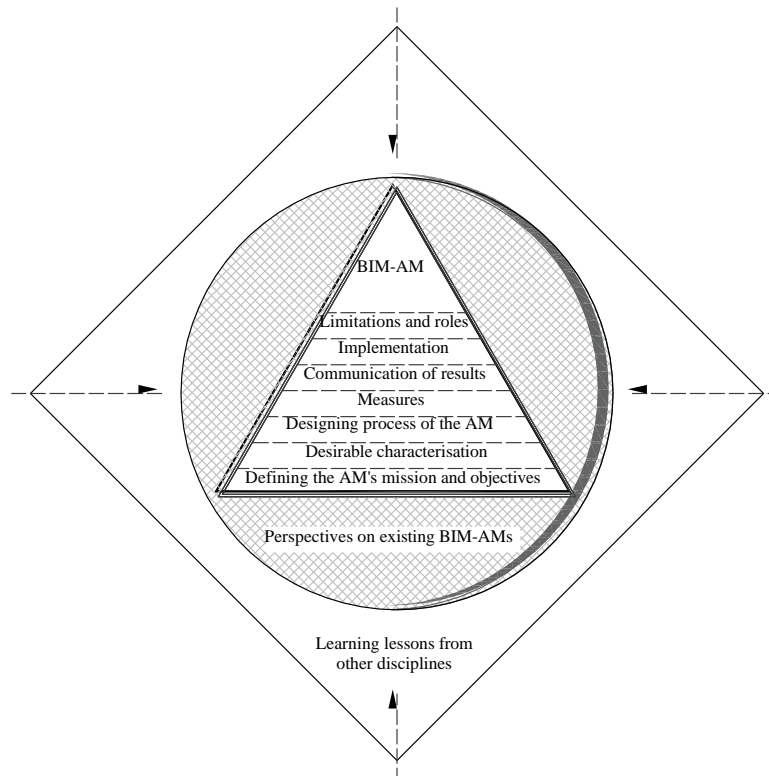 BIM-AM
Limitations and roles
Implementation
Communication of results
Measures
Designing process of the AM
Desirable characterisation
Defining the AM's mission and objectives
Perspectives on existing BIM-AMs
Learning lessons from
other disciplines